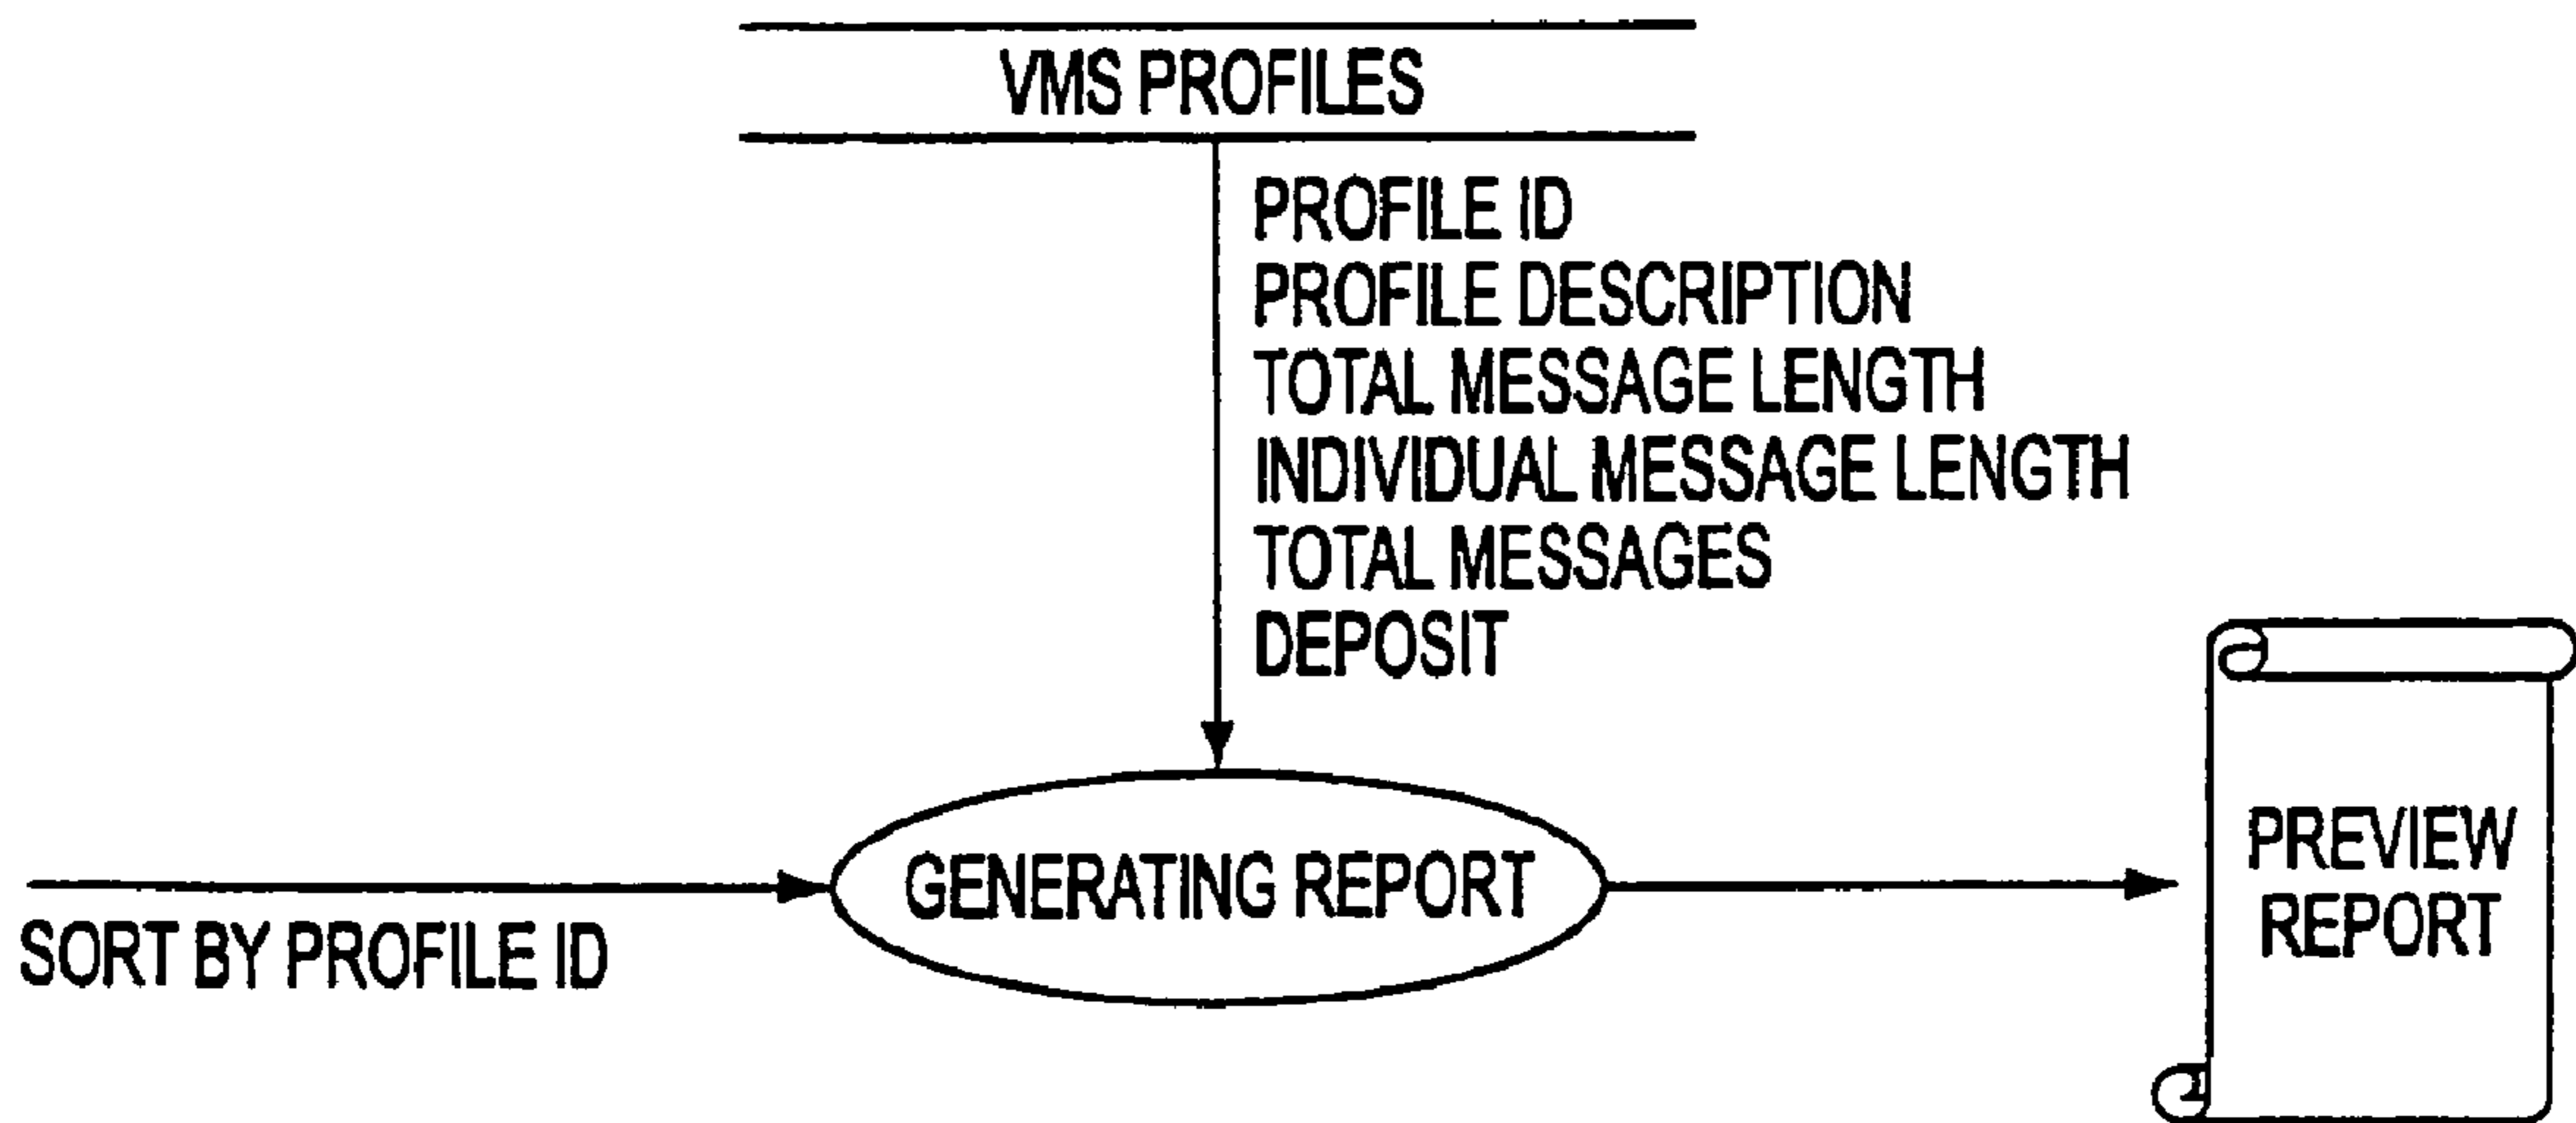 VMS PROFILES
PROFILE ID
PROFILE DESCRIPTION
TOTAL MESSAGE LENGTH
INDIVIDUAL MESSAGE LENGTH
TOTAL MESSAGES
DEPOSIT
SORT BY PROFILE ID
GENERATING REPORT
PREVIEW
REPORT